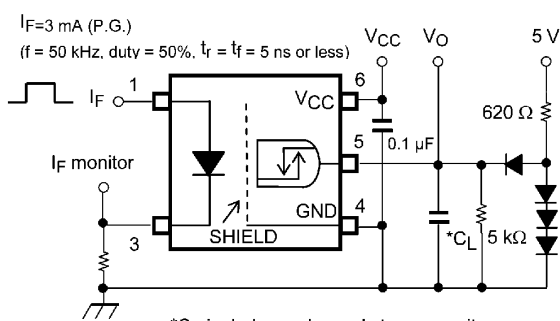 IF=3 mA (P.G.)
(f = 50 kHz, duty = 50%, tr = tf = 5 ns or less)
VCC
VO
5 V
1
IF
6
VCC
620 Ω
5
0.1 μF
IF monitor
GND
4
3
SHIELD
*CL
5 kΩ